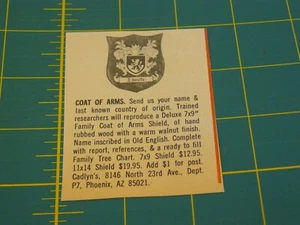 COAT OF ARMS. Send us your name &
last known country of origin. Trained
researchers will reproduce a Deluxe 7x9"
Family Coat of Arms Shield, of hand
rubbed wood with a warm walnut finish.
Name inscribed in Old English. Complete
with report, references, & a ready to fill
Family Tree Chart. 7x9 Shield $12.95.
11x14 Shield $19.95. Add $1 for post.
Cadlyn's, 8146 North 23rd Ave., Dept.
P7, Phoenix, AZ 85021.